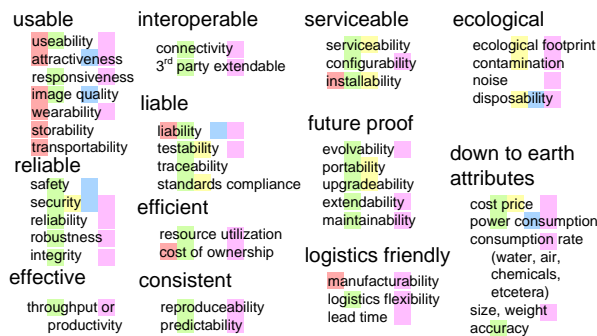 usable
useability
attractiveness
responsiveness
image quality
wearability
storability
transportability
reliable
safety
security
reliability
robustness
integrity
effective
throughput or
productivity
interoperable
connectivity
3rd party extendable
liable
liability
testability
traceability
standards compliance
efficient
resource utilization
cost of ownership
consistent
reproduceability
predictability
serviceable
serviceability
configurability
installability
future proof
evolvability
portability
upgradeability
extendability
maintainability
logistics friendly
manufacturability
logistics flexibility
lead time
ecological
ecological footprint
contamination
noise
disposability
down to earth
attributes
cost price
power consumption
consumption rate
(water, air,
chemicals,
etcetera)
size, weight
accuracy